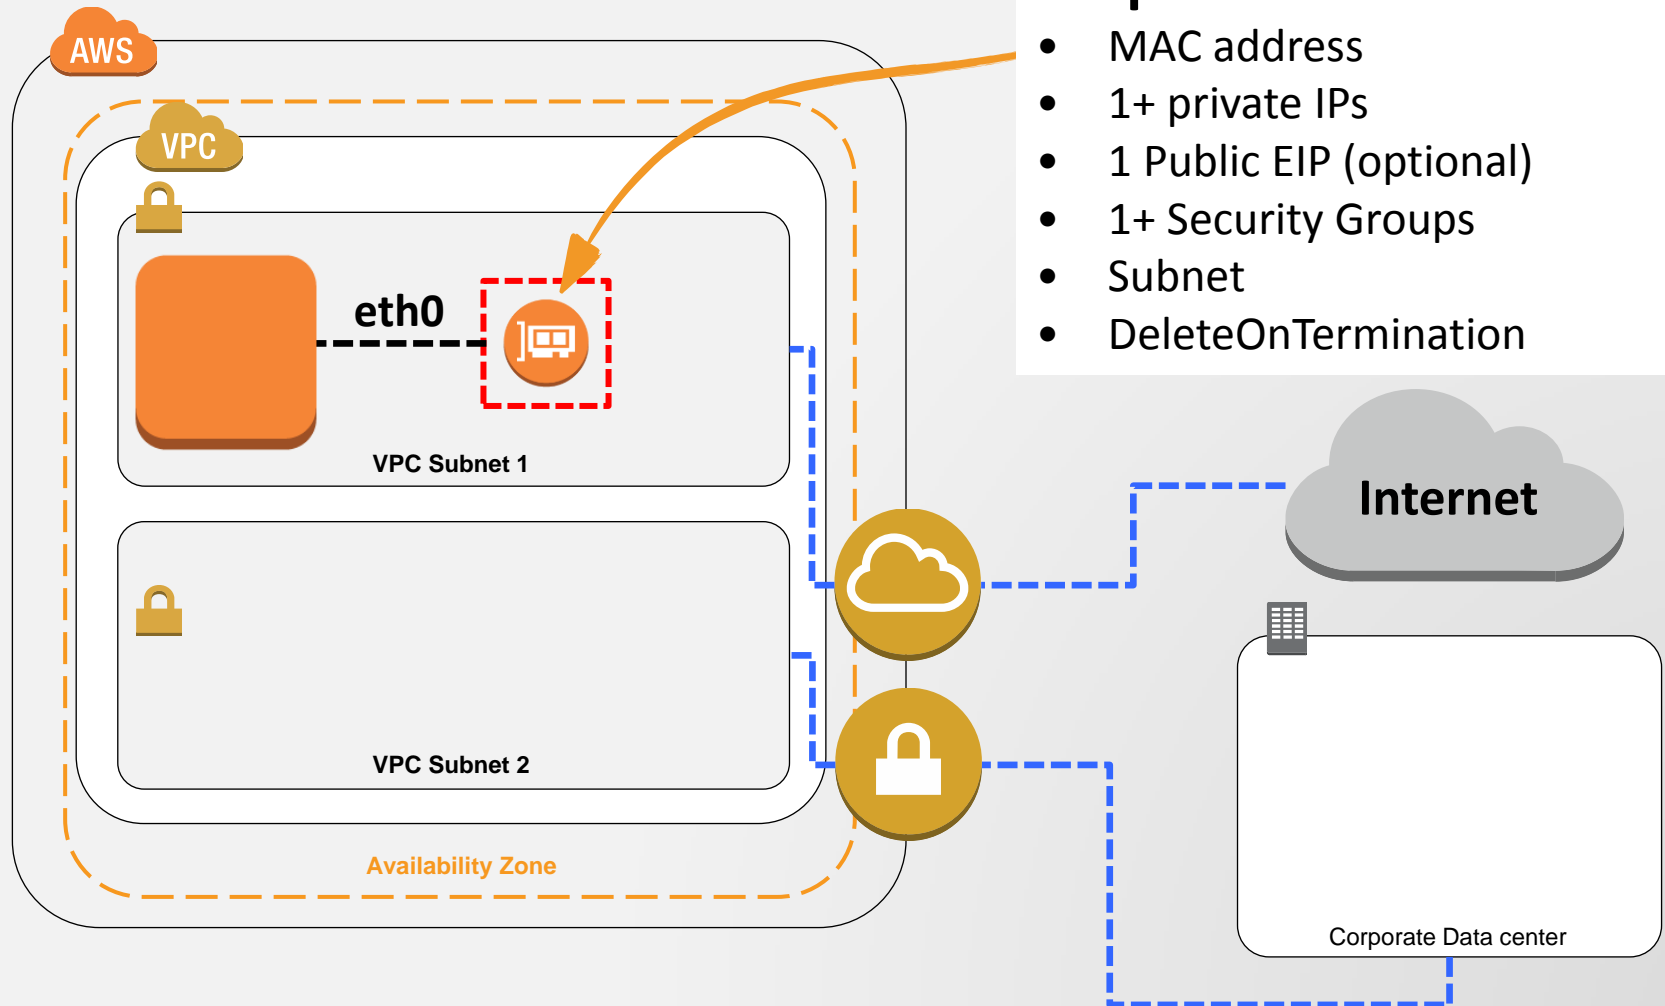 AWS
• MAC address
• 1+ private IPs
• 1 Public EIP (optional)
• 1+ Security Groups
• Subnet
• DeleteOnTermination
VPC
eth0
VPC Subnet 1
Internet
VPC Subnet 2
Availability Zone
Corporate Data center